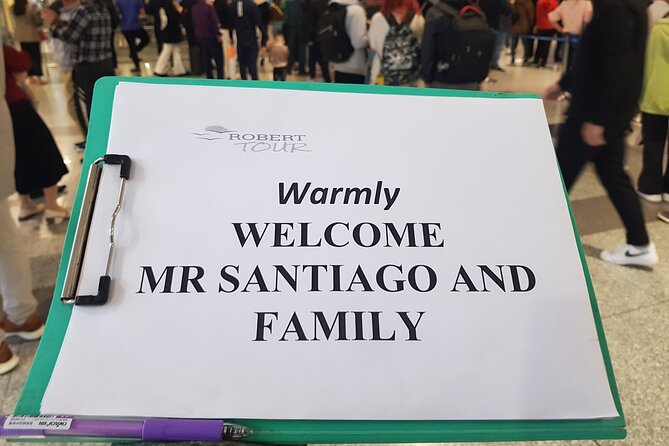 ROBERT
TOUR
Warmly
WELCOME
MR SANTIAGO AND
FAMILY